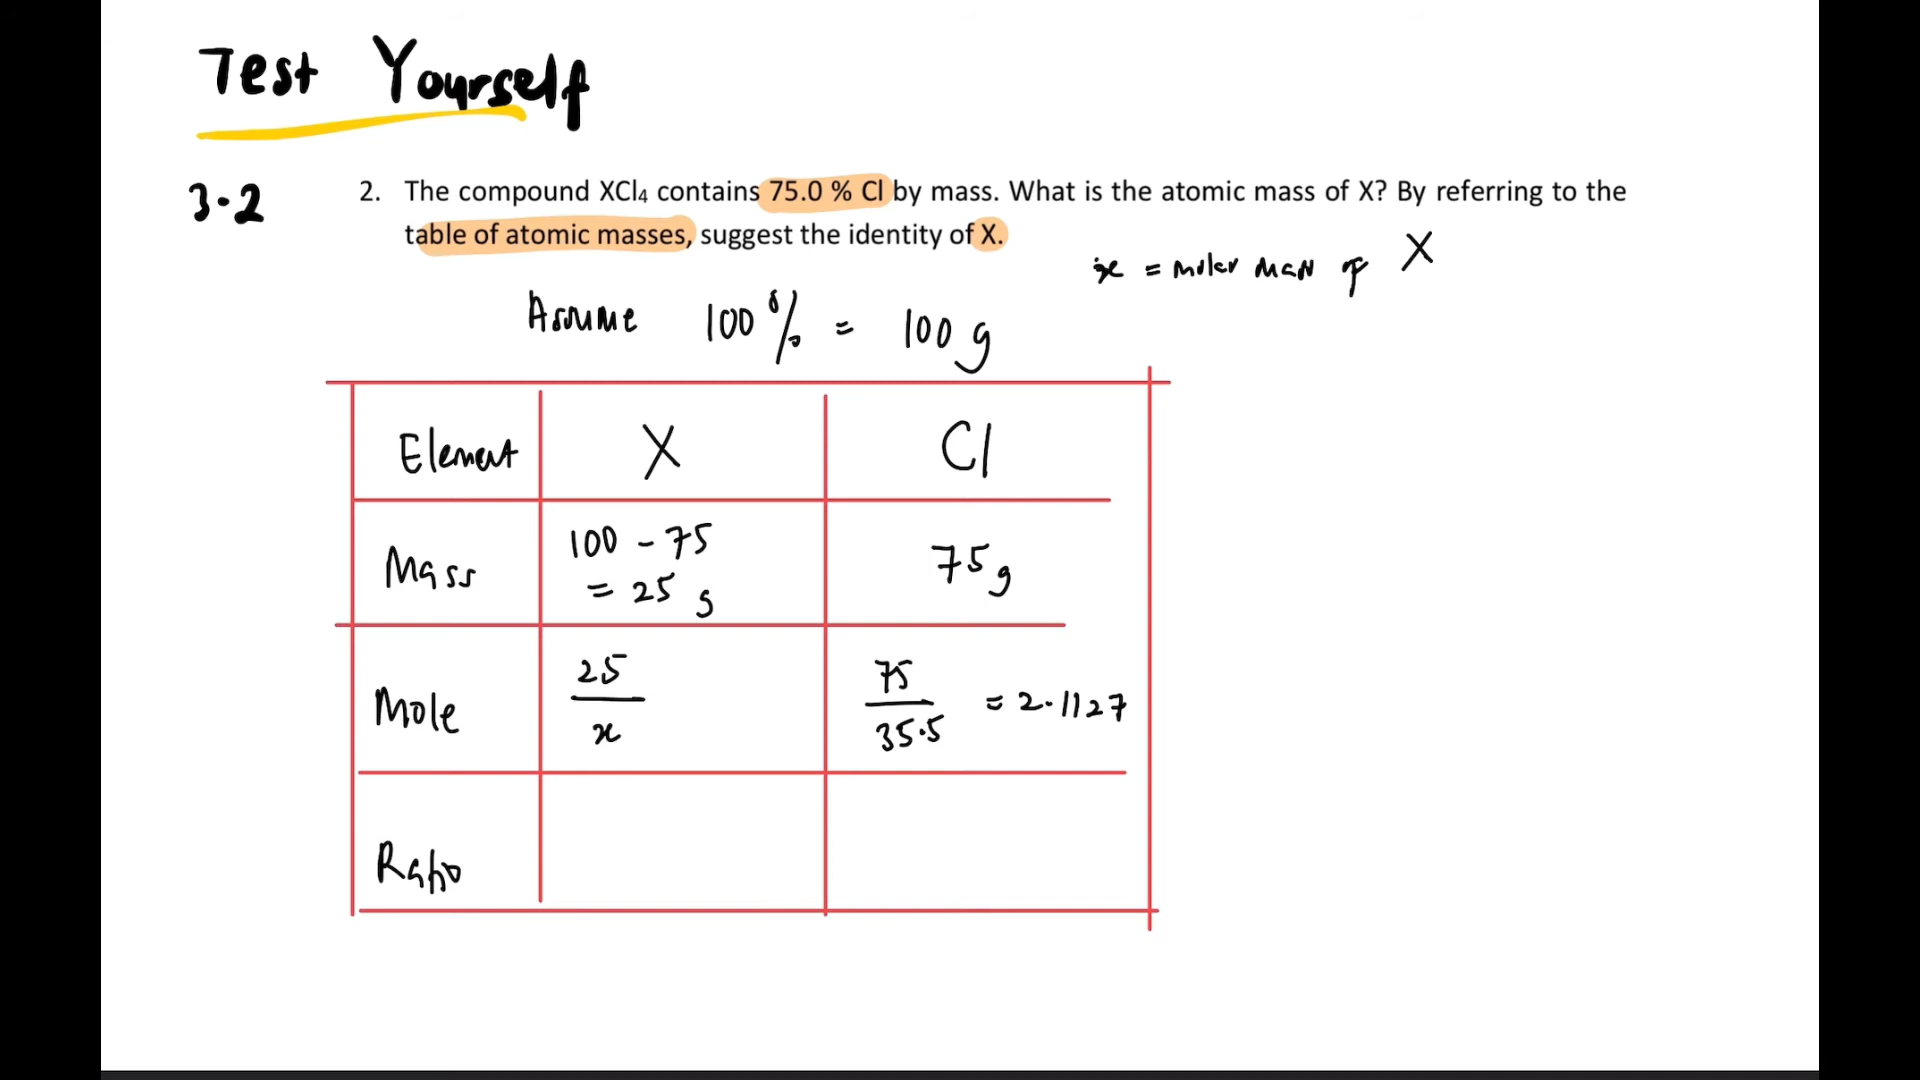 Test Yourself
3.2
2. The compound XCl₄ contains 75.0 % Cl by mass. What is the atomic mass of X? By referring to the
table of atomic masses, suggest the identity of X.
x = molar mass of X
Assume 100 % = 100 g
Element X Cl
Mass 100 - 75 = 25 g 75 g
Mole 25/x 75/35.5 = 2.1127
Ratio